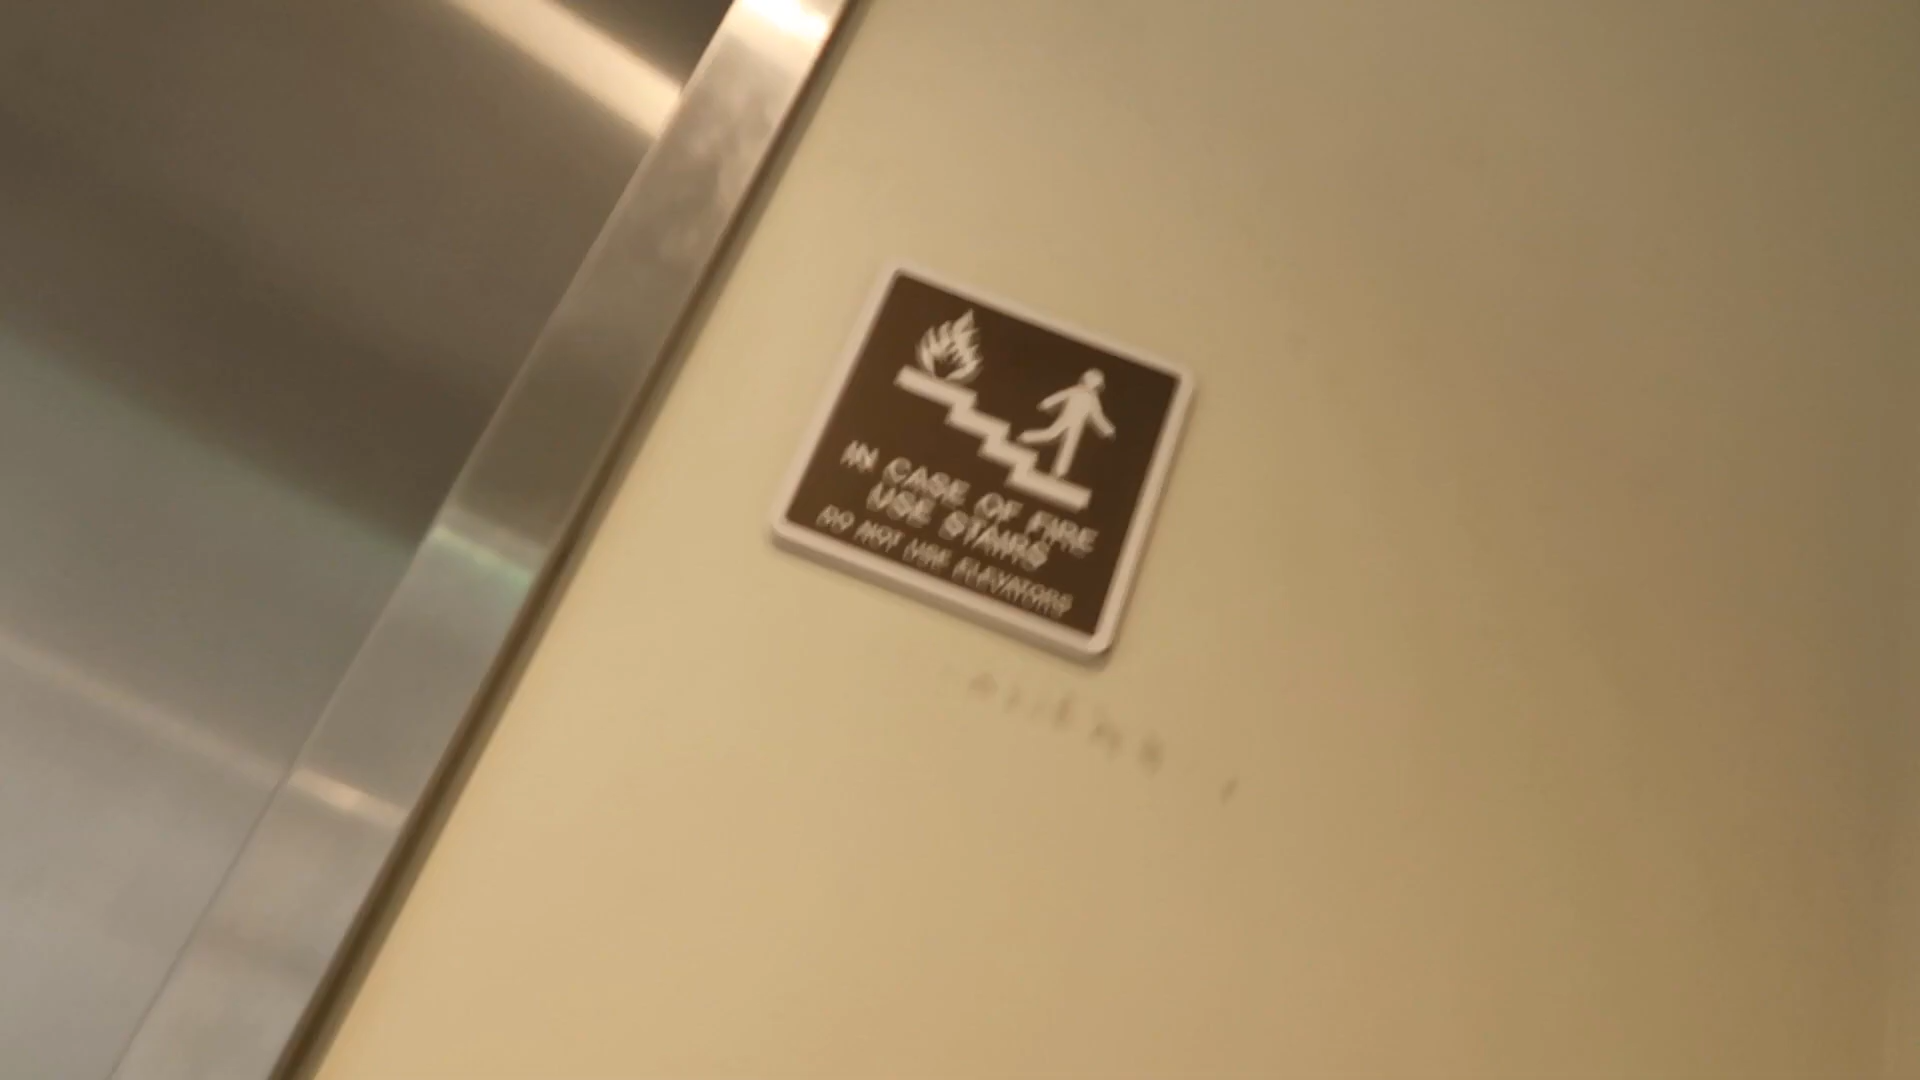 IN CASE OF FIRE
USE STAIRS
DO NOT USE ELEVATORS